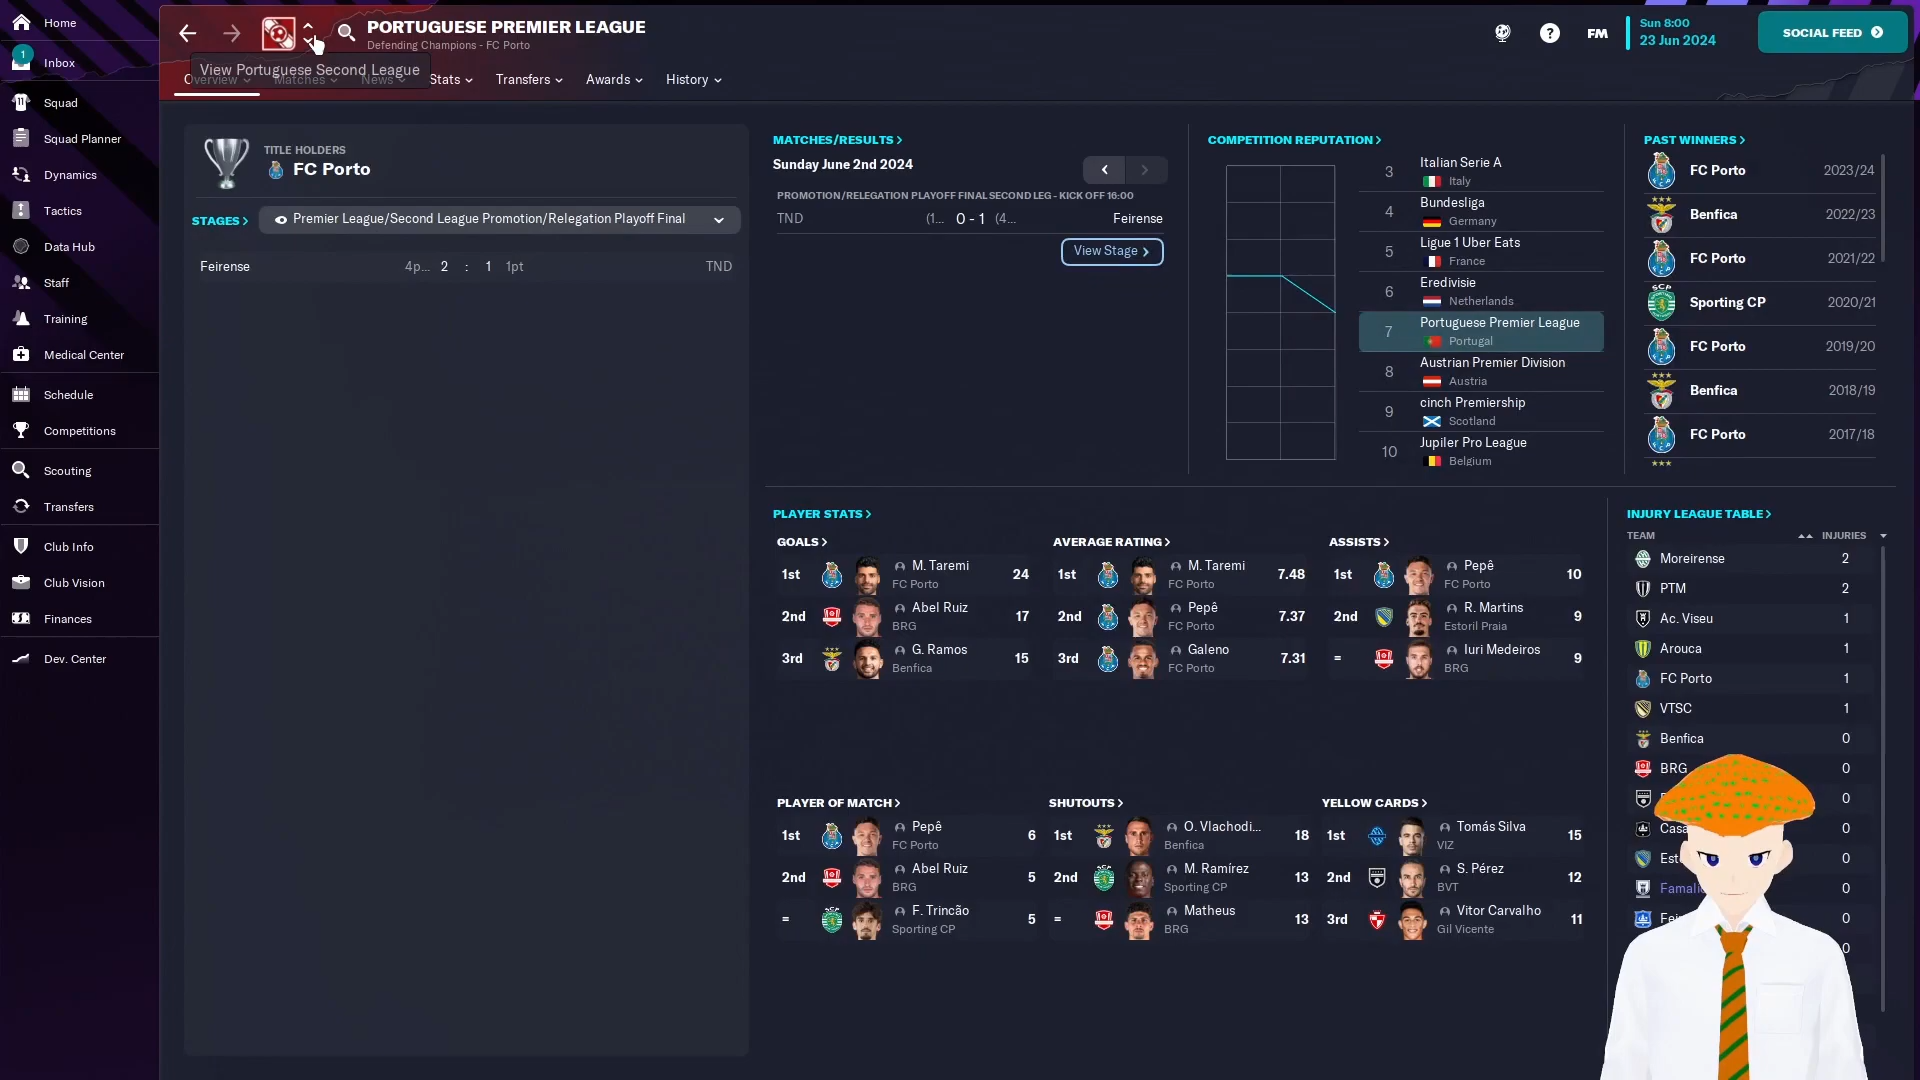 Home
PORTUGUESE PREMIER LEAGUE
Defending Champions - FC Porto
FM
Sun 8:00
23 Jun 2024
SOCIAL FEED
1
Inbox
View Portuguese Second League
Overview Matches News Stats Transfers Awards History
Squad
Squad Planner
Dynamics
Tactics
Data Hub
Staff
Training
Medical Center
Schedule
Competitions
Scouting
Transfers
Club Info
Club Vision
Finances
Dev. Center
TITLE HOLDERS
FC Porto
STAGES Premier League/Second League Promotion/Relegation Playoff Final
Feirense 4p... 2 : 1 1pt TND
MATCHES/RESULTS
Sunday June 2nd 2024
PROMOTION/RELEGATION PLAYOFF FINAL SECOND LEG - KICK OFF 16:00
TND (1... 0 - 1 (4... Feirense
View Stage
COMPETITION REPUTATION
3 Italian Serie A
Italy
4 Bundesliga
Germany
5 Ligue 1 Uber Eats
France
6 Eredivisie
Netherlands
7 Portuguese Premier League
Portugal
8 Austrian Premier Division
Austria
9 cinch Premiership
Scotland
10 Jupiler Pro League
Belgium
PAST WINNERS
FC Porto 2023/24
Benfica 2022/23
FC Porto 2021/22
Sporting CP 2020/21
FC Porto 2019/20
Benfica 2018/19
FC Porto 2017/18
PLAYER STATS
GOALS
1st M. Taremi 24
FC Porto
2nd Abel Ruiz 17
BRG
3rd G. Ramos 15
Benfica
AVERAGE RATING
1st M. Taremi 7.48
FC Porto
2nd Pepê 7.37
FC Porto
3rd Galeno 7.31
FC Porto
ASSISTS
1st Pepê 10
FC Porto
2nd R. Martins 9
Estoril Praia
= Iuri Medeiros 9
BRG
PLAYER OF MATCH
1st Pepê 6
FC Porto
2nd Abel Ruiz 5
BRG
= F. Trincão 5
Sporting CP
SHUTOUTS
1st O. Vlachodi... 18
Benfica
2nd M. Ramírez 13
Sporting CP
= Matheus 13
BRG
YELLOW CARDS
1st Tomás Silva 15
VIZ
2nd S. Pérez 12
BVT
3rd Vitor Carvalho 11
Gil Vicente
INJURY LEAGUE TABLE
TEAM INJURIES
Moreirense 2
PTM 2
Ac. Viseu 1
Arouca 1
FC Porto 1
VTSC 1
Benfica 0
BRG 0
0
0
0
0
0
0